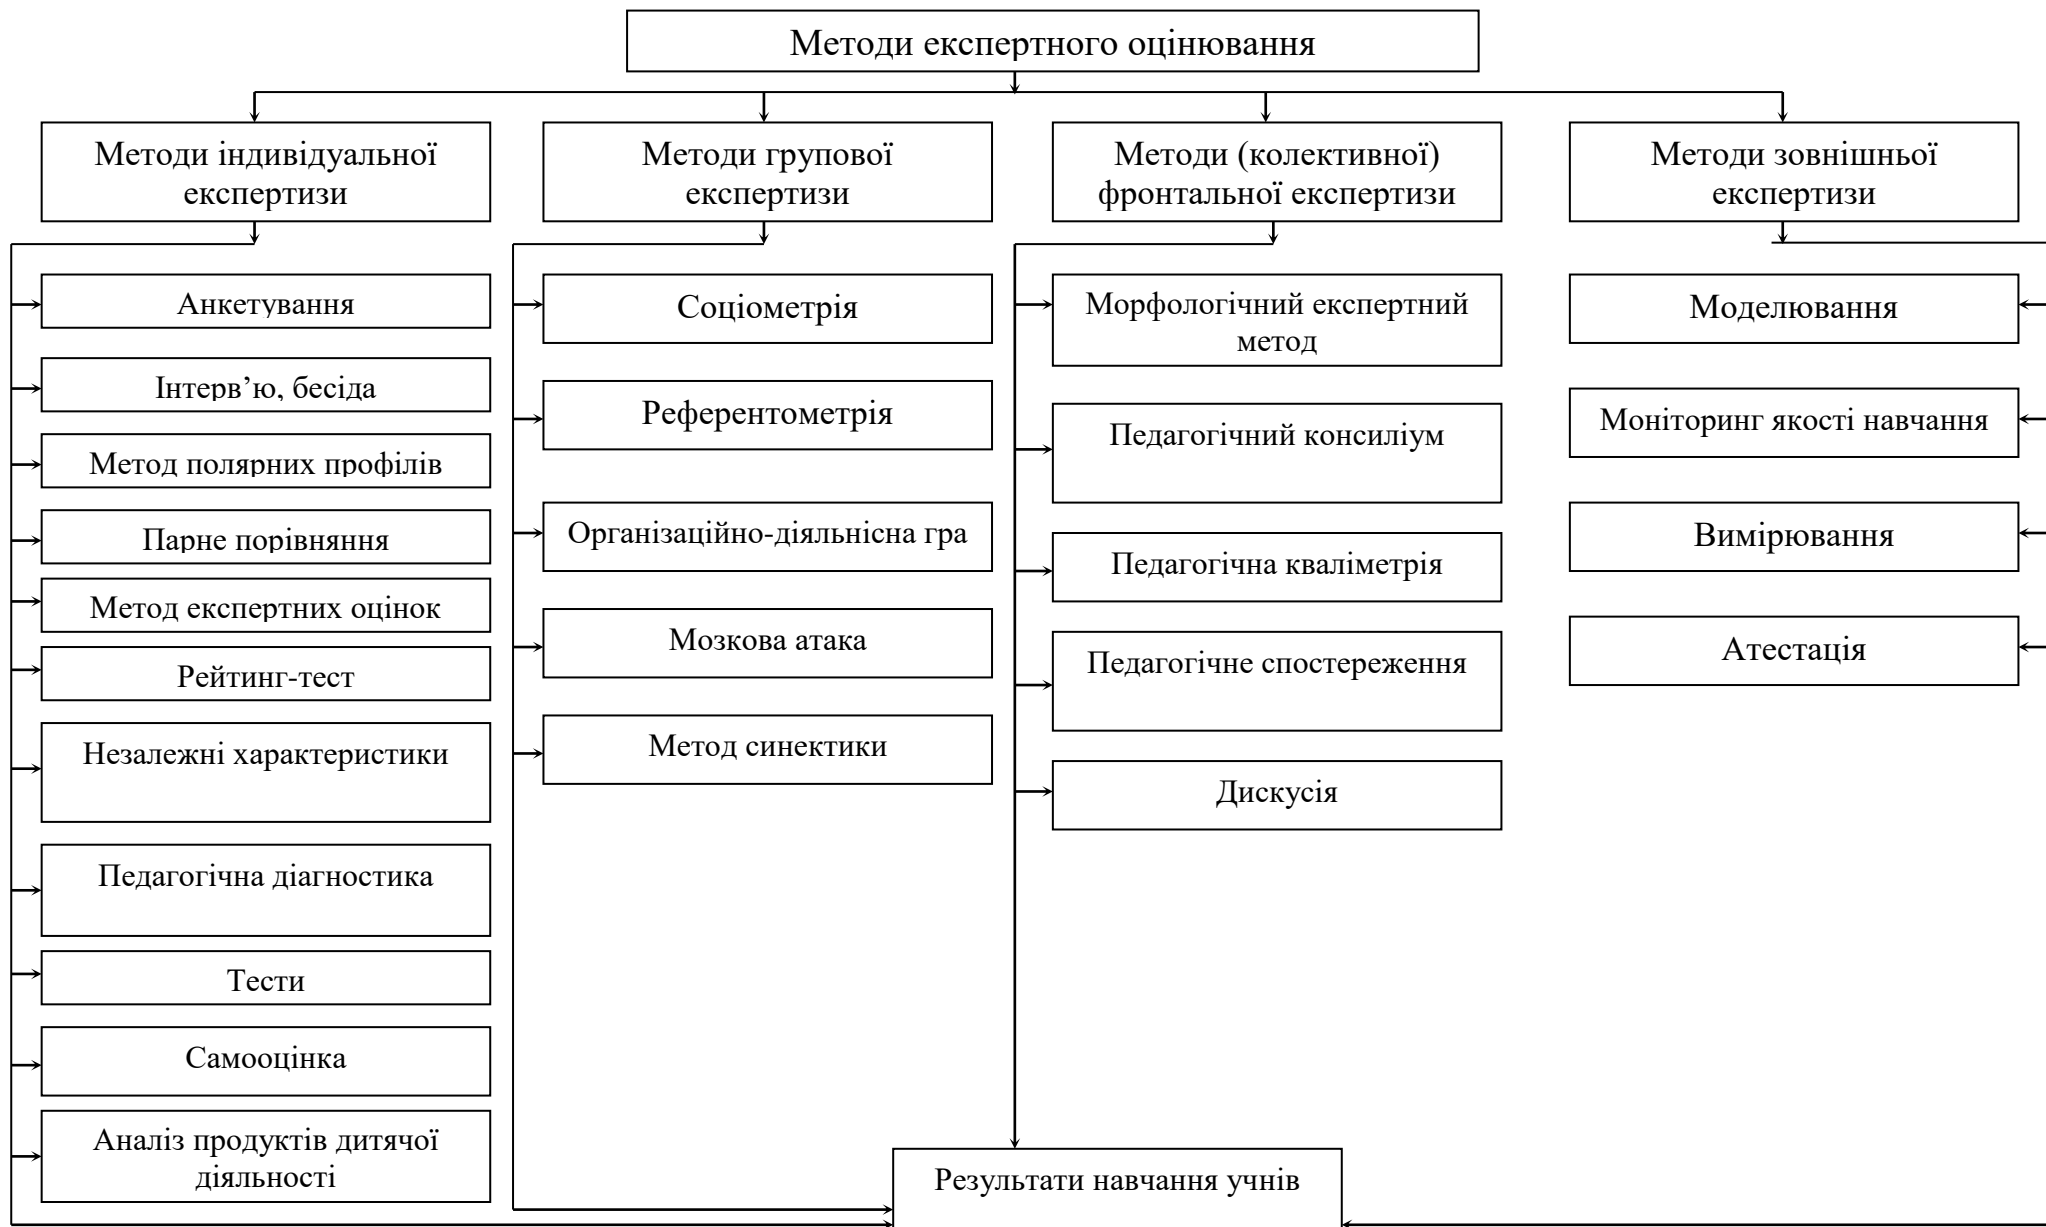 Методи експертного оцінювання
Методи індивідуальної
експертизи
Методи групової
експертизи
Методи (колективної)
фронтальної експертизи
Методи зовнішньої
експертизи
Анкетування
Інтерв’ю, бесіда
Метод полярних профілів
Парне порівняння
Метод експертних оцінок
Рейтинг-тест
Незалежні характеристики
Педагогічна діагностика
Тести
Самооцінка
Аналіз продуктів дитячої
діяльності
Соціометрія
Референтометрія
Організаційно-діяльнісна гра
Мозкова атака
Метод синектики
Морфологічний експертний
метод
Педагогічний консиліум
Педагогічна кваліметрія
Педагогічне спостереження
Дискусія
Моделювання
Моніторинг якості навчання
Вимірювання
Атестація
Результати навчання учнів